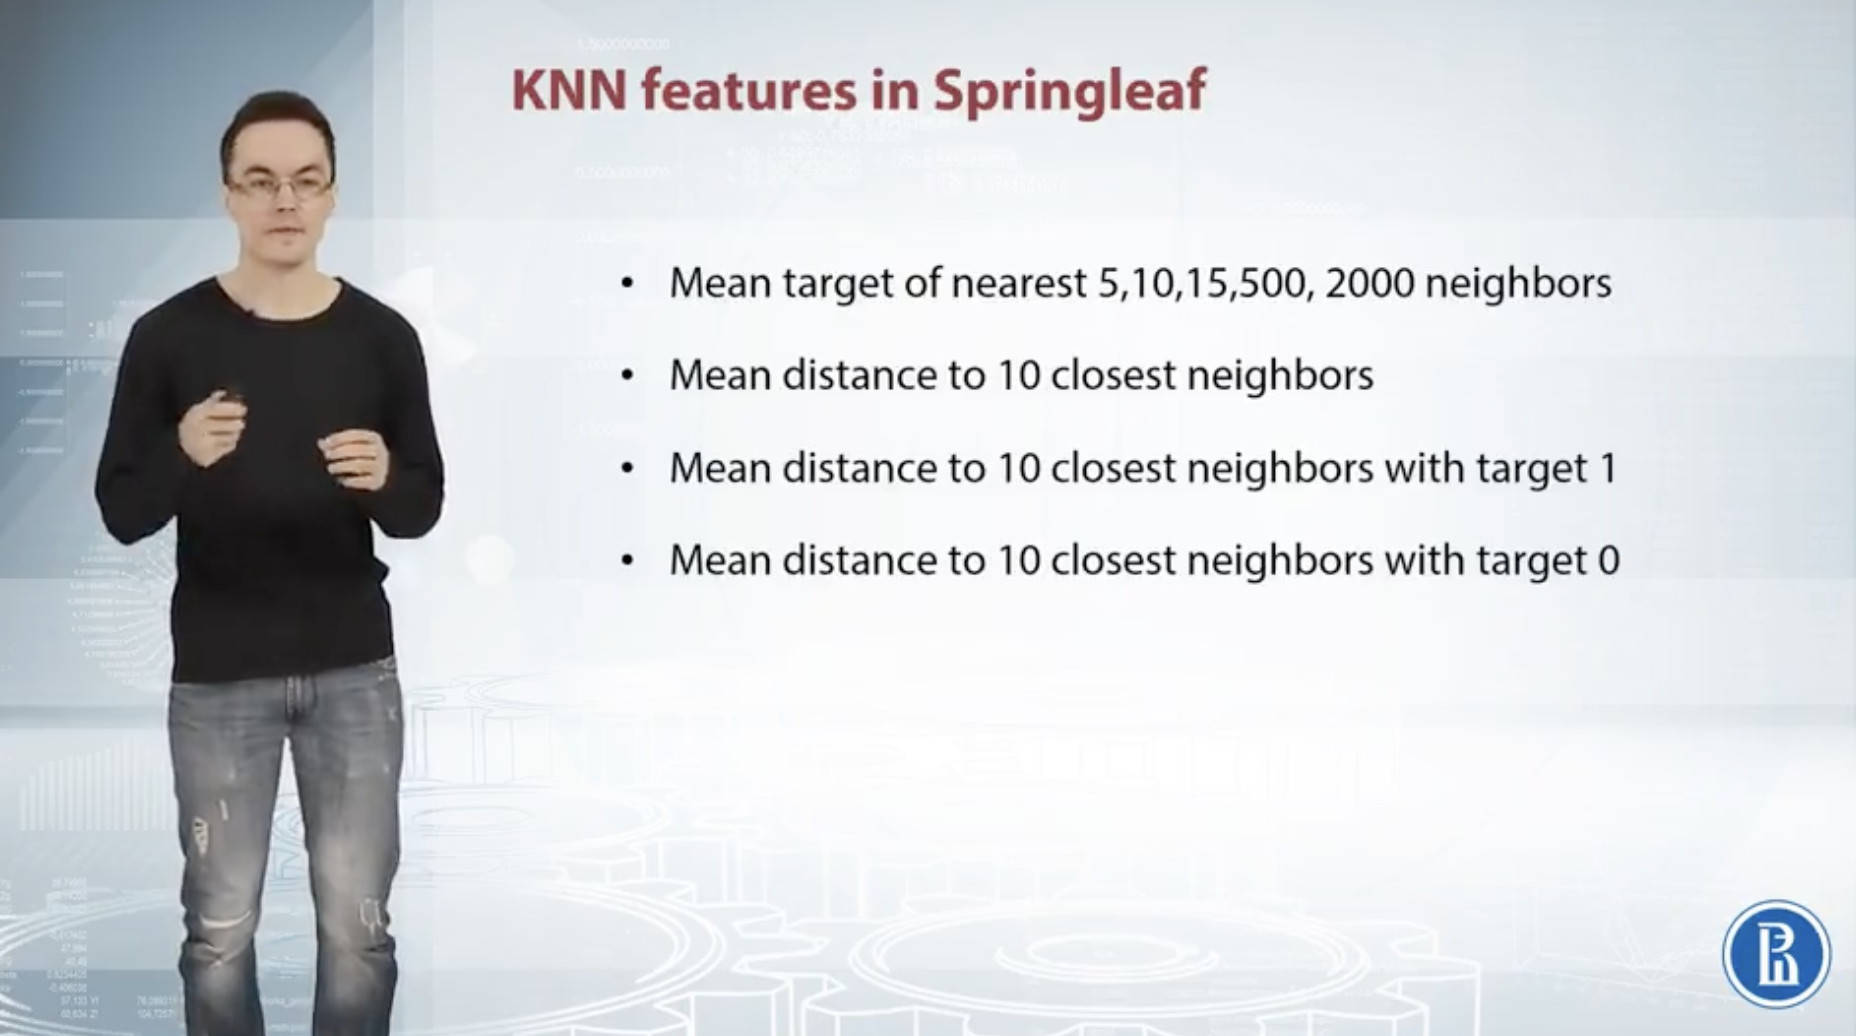 KNN features in Springleaf
• Mean target of nearest 5,10,15,500, 2000 neighbors
• Mean distance to 10 closest neighbors
• Mean distance to 10 closest neighbors with target 1
• Mean distance to 10 closest neighbors with target 0